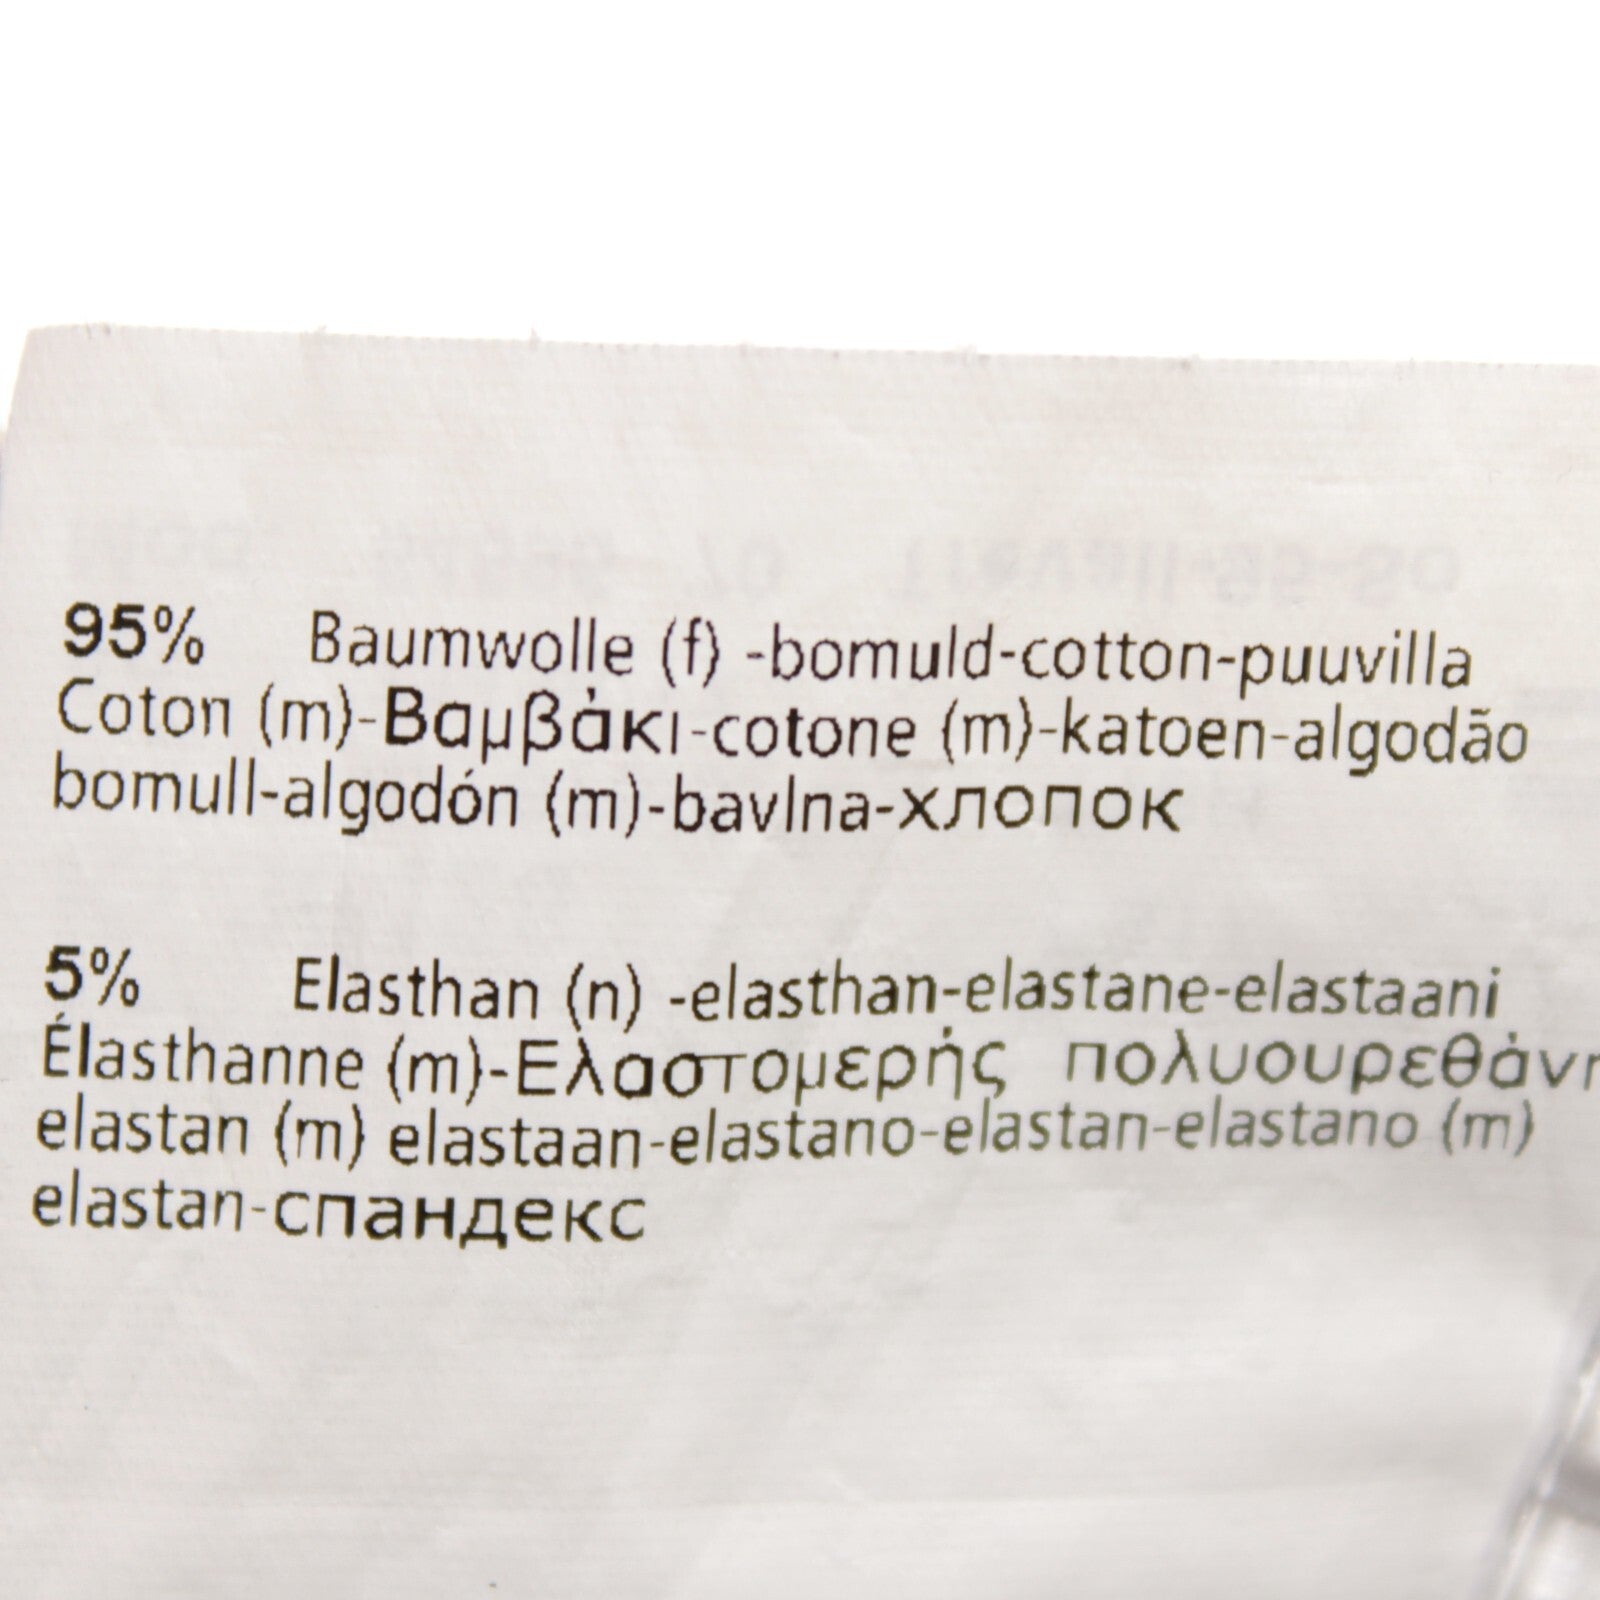 95% Baumwolle (f) -bomuld-cotton-puuvilla
Coton (m)-Βαμβάκι-cotone (m)-katoen-algodão
bomull-algodón (m)-bavlna-хлопок
5% Elasthan (n) -elasthan-elastane-elastaani
Élasthanne (m)-Ελαστομερής
elastan (m) elastaan-elastano-elastan-elastano (m)
elastan-спандекс